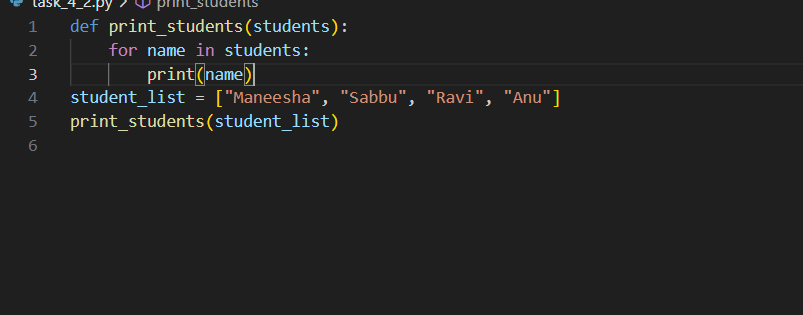 task_4_2.py > print_students
1 def print_students(students):
2     for name in students:
3         print(name)
4 student_list = ["Maneesha", "Sabbu", "Ravi", "Anu"]
5 print_students(student_list)
6